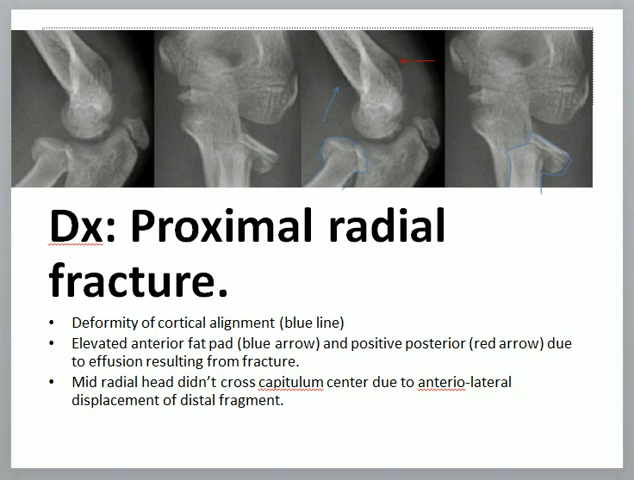 Dx: Proximal radial
fracture.
• Deformity of cortical alignment (blue line)
• Elevated anterior fat pad (blue arrow) and positive posterior (red arrow) due
to effusion resulting from fracture.
• Mid radial head didn’t cross capitulum center due to anterio-lateral
displacement of distal fragment.